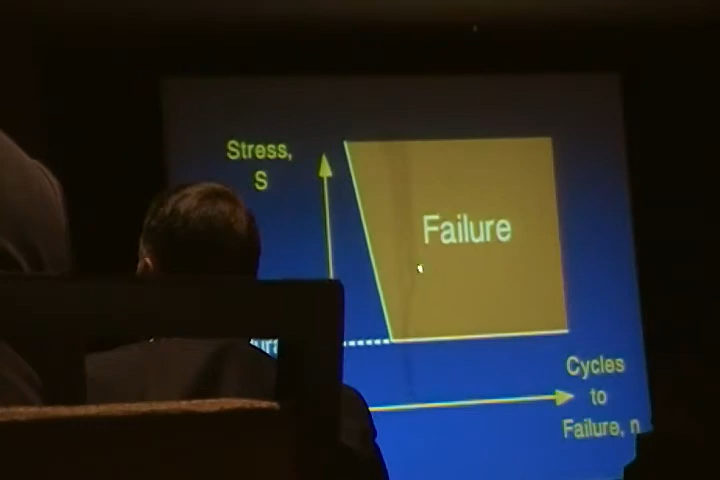 Stress,
S
Failure
Cycles
to
Failure, n